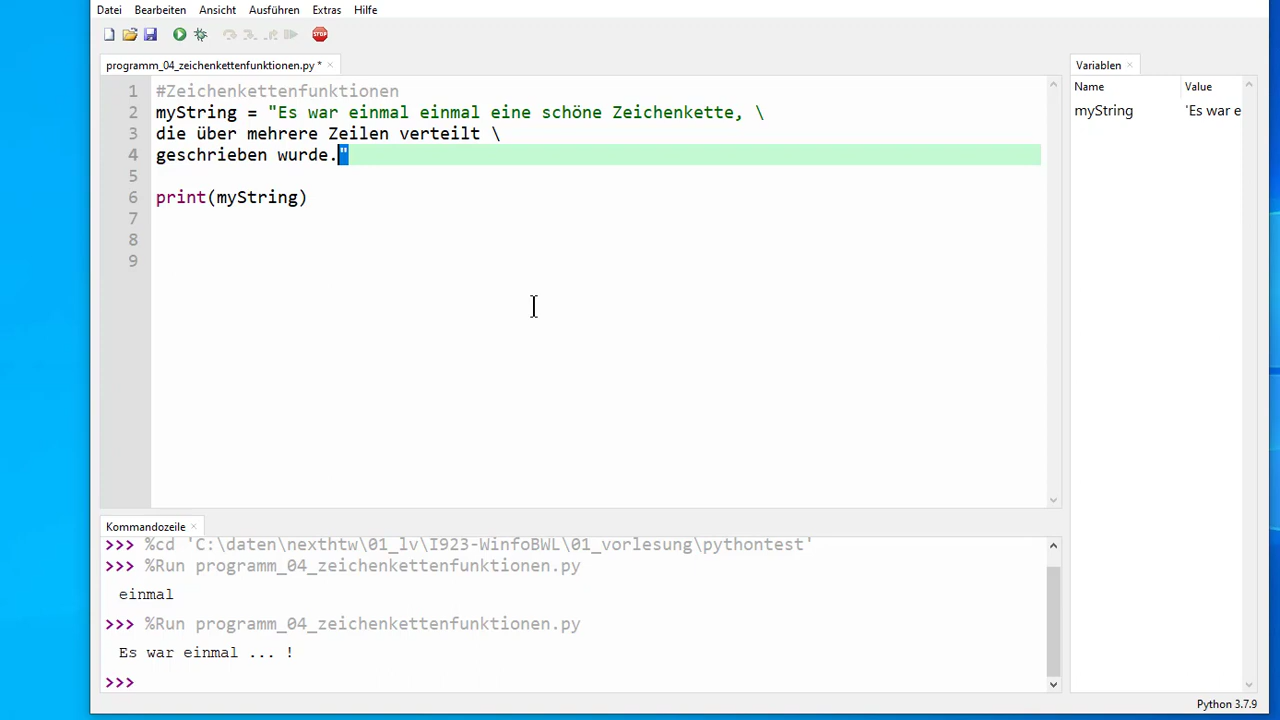 Datei Bearbeiten Ansicht Ausführen Extras Hilfe
STOP
programm_04_zeichenkettenfunktionen.py * ×
1 #Zeichenkettenfunktionen
2 myString = "Es war einmal einmal eine schöne Zeichenkette, \
3 die über mehrere Zeilen verteilt \
4 geschrieben wurde."
5
6 print(myString)
7
8
9
Variablen ×
Name Value
myString 'Es war e
Kommandozeile ×
>>> %cd 'C:\daten\nexthtw\01_lv\I923-WinfoBWL\01_vorlesung\pythontest'
>>> %Run programm_04_zeichenkettenfunktionen.py
einmal
>>> %Run programm_04_zeichenkettenfunktionen.py
Es war einmal ... !
>>>
Python 3.7.9